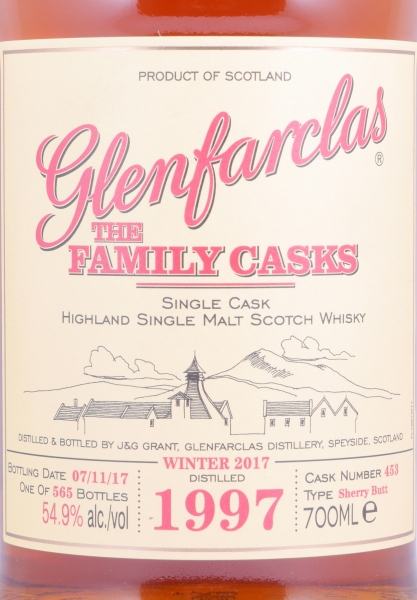 PRODUCT OF SCOTLAND
Glenfarclas ®
THE
FAMILY CASKS
SINGLE CASK
HIGHLAND SINGLE MALT SCOTCH WHISKY
DISTILLED & BOTTLED BY J&G GRANT, GLENFARCLAS DISTILLERY, SPEYSIDE, SCOTLAND
BOTTLING DATE 07/11/17
ONE OF 565 BOTTLES
54.9% alc./vol
WINTER 2017
DISTILLED
1997
CASK NUMBER 453
TYPE Sherry Butt
700ML e